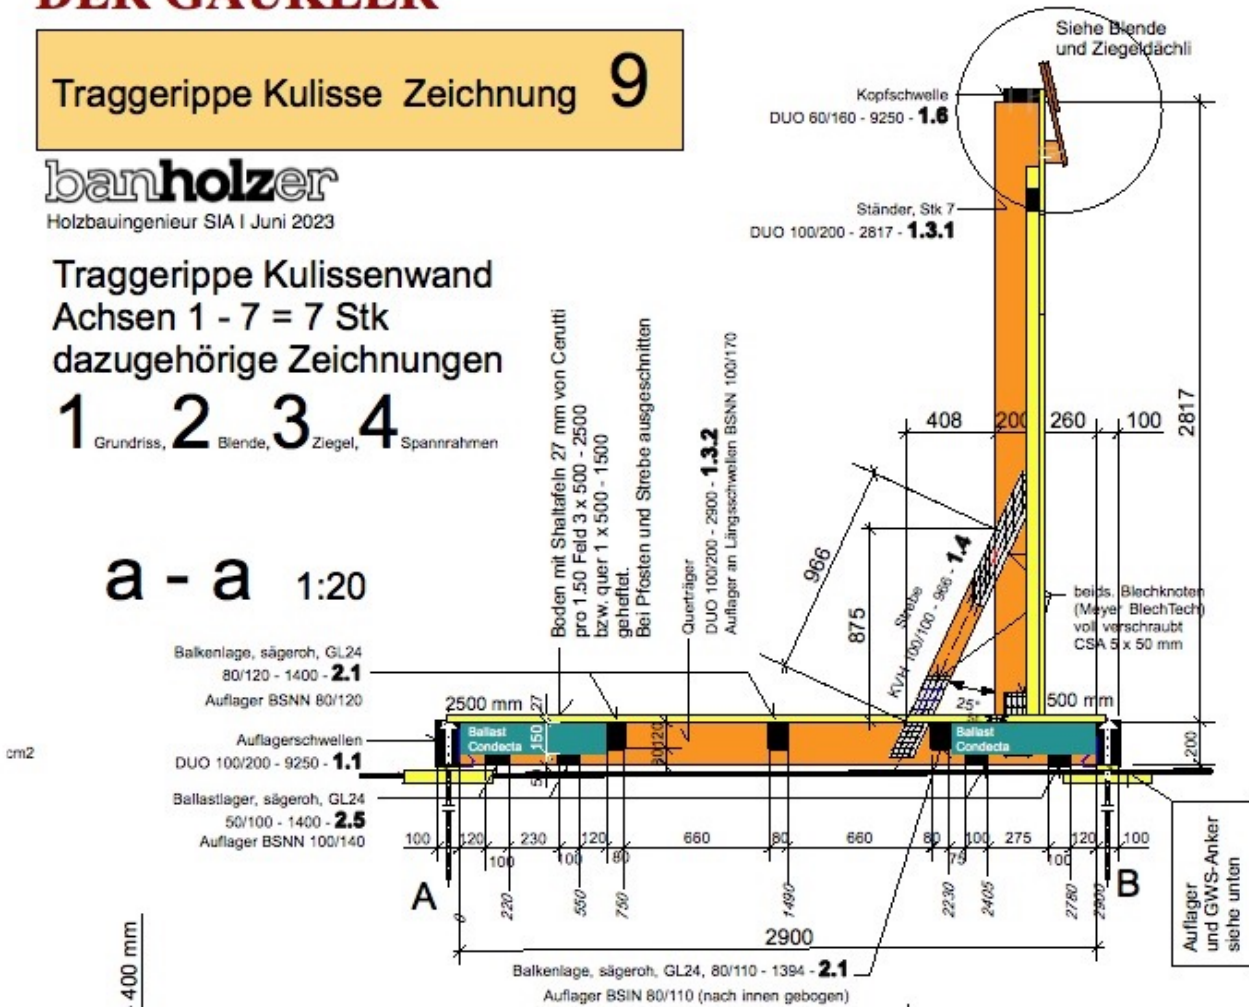 DER GAUKLER
Traggerippe Kulisse Zeichnung 9
banholzer
Holzbauingenieur SIA I Juni 2023
Traggerippe Kulissenwand
Achsen 1 - 7 = 7 Stk
dazugehörige Zeichnungen
1 Grundriss, 2 Blende, 3 Ziegel, 4 Spannrahmen
a - a 1:20
Siehe Blende
und Ziegeldächli
Kopfschwelle
DUO 60/160 - 9250 - 1.6
Ständer, Stk 7
DUO 100/200 - 2817 - 1.3.1
408 200 260 100
2817
Boden mit Shaltafeln 27 mm von Cerutti
pro 1.50 Feld 3 x 500 - 2500
bzw. quer 1 x 500 - 1500
geheftet.
Bei Pfosten und Strebe ausgeschnitten
Querträger
DUO 100/200 - 2900 - 1.3.2
Auflager an Längsschwellen BSNN 100/170
966
875
Strebe
KVH 100/100 - 966 - 1.4
25°
beids. Blechknoten
(Meyer BlechTech)
voll verschraubt
CSA 5 x 50 mm
Balkenlage, sägeroh, GL24
80/120 - 1400 - 2.1
Auflager BSNN 80/120
2500 mm
27
500 mm
Auflagerschwellen
DUO 100/200 - 9250 - 1.1
Ballast
Condecta
150
80 120
Ballast
Condecta
200
cm2
Ballastlager, sägeroh, GL24
50/100 - 1400 - 2.5
Auflager BSNN 100/140
100 120 230 120 660 80 660 80 100 275 120 100
100 100 80 75 100
A
B
0 220 550 750 1490 2230 2405 2780 2900
2900
Balkenlage, sägeroh, GL24, 80/110 - 1394 - 2.1
Auflager BSIN 80/110 (nach innen gebogen)
Auflager
und GWS-Anker
siehe unten
400 mm